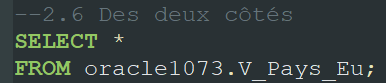 --2.6 Des deux côtés
SELECT *
FROM oracle1073.V_Pays_Eu;